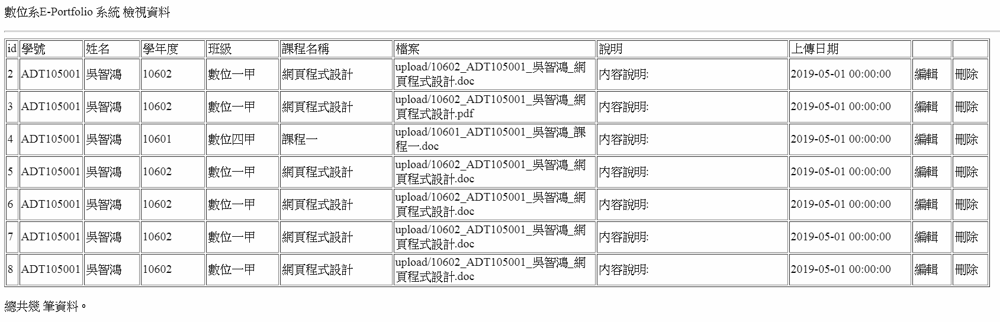 數位系E-Portfolio 系統 檢視資料
id 學號 姓名 學年度 班級 課程名稱 檔案 說明 上傳日期
2 ADT105001 吳智鴻 10602 數位一甲 網頁程式設計 upload/10602_ADT105001_吳智鴻_網 內容說明: 2019-05-01 00:00:00 編輯 刪除
頁程式設計.doc
3 ADT105001 吳智鴻 10602 數位一甲 網頁程式設計 upload/10602_ADT105001_吳智鴻_網 內容說明: 2019-05-01 00:00:00 編輯 刪除
頁程式設計.pdf
4 ADT105001 吳智鴻 10601 數位四甲 課程一 upload/10601_ADT105001_吳智鴻_課 內容說明: 2019-05-01 00:00:00 編輯 刪除
程一.doc
5 ADT105001 吳智鴻 10602 數位一甲 網頁程式設計 upload/10602_ADT105001_吳智鴻_網 內容說明: 2019-05-01 00:00:00 編輯 刪除
頁程式設計.doc
6 ADT105001 吳智鴻 10602 數位一甲 網頁程式設計 upload/10602_ADT105001_吳智鴻_網 內容說明: 2019-05-01 00:00:00 編輯 刪除
頁程式設計.doc
7 ADT105001 吳智鴻 10602 數位一甲 網頁程式設計 upload/10602_ADT105001_吳智鴻_網 內容說明: 2019-05-01 00:00:00 編輯 刪除
頁程式設計.doc
8 ADT105001 吳智鴻 10602 數位一甲 網頁程式設計 upload/10602_ADT105001_吳智鴻_網 內容說明: 2019-05-01 00:00:00 編輯 刪除
頁程式設計.doc
總共幾 筆資料。